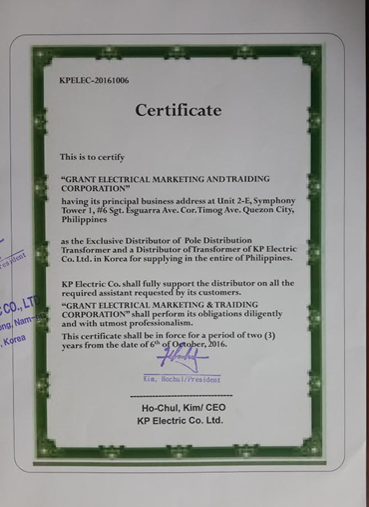 KPELEC-20161006
Certificate
This is to certify
"GRANT ELECTRICAL MARKETING AND TRAIDING
CORPORATION"
having its principal business address at Unit 2-E, Symphony
Tower 1, #6 Sgt. Esguarra Ave. Cor.Timog Ave. Quezon City,
Philippines
as the Exclusive Distributor of Pole Distribution
Transformer and a Distributor of Transformer of KP Electric
Co. Ltd. in Korea for supplying in the entire of Philippines.
KP Electric Co. shall fully support the distributor on all the
required assistant requested by its customers.
"GRANT ELECTRICAL MARKETING & TRAIDING
CORPORATION" shall perform its obligations diligently
and with utmost professionalism.
This certificate shall be in force for a period of two (3)
years from the date of 6th of October, 2016.
Kim, Hochul/President
Ho-Chul, Kim/ CEO
KP Electric Co. Ltd.
resident
CO., LT
ong, Nam-
, Korea